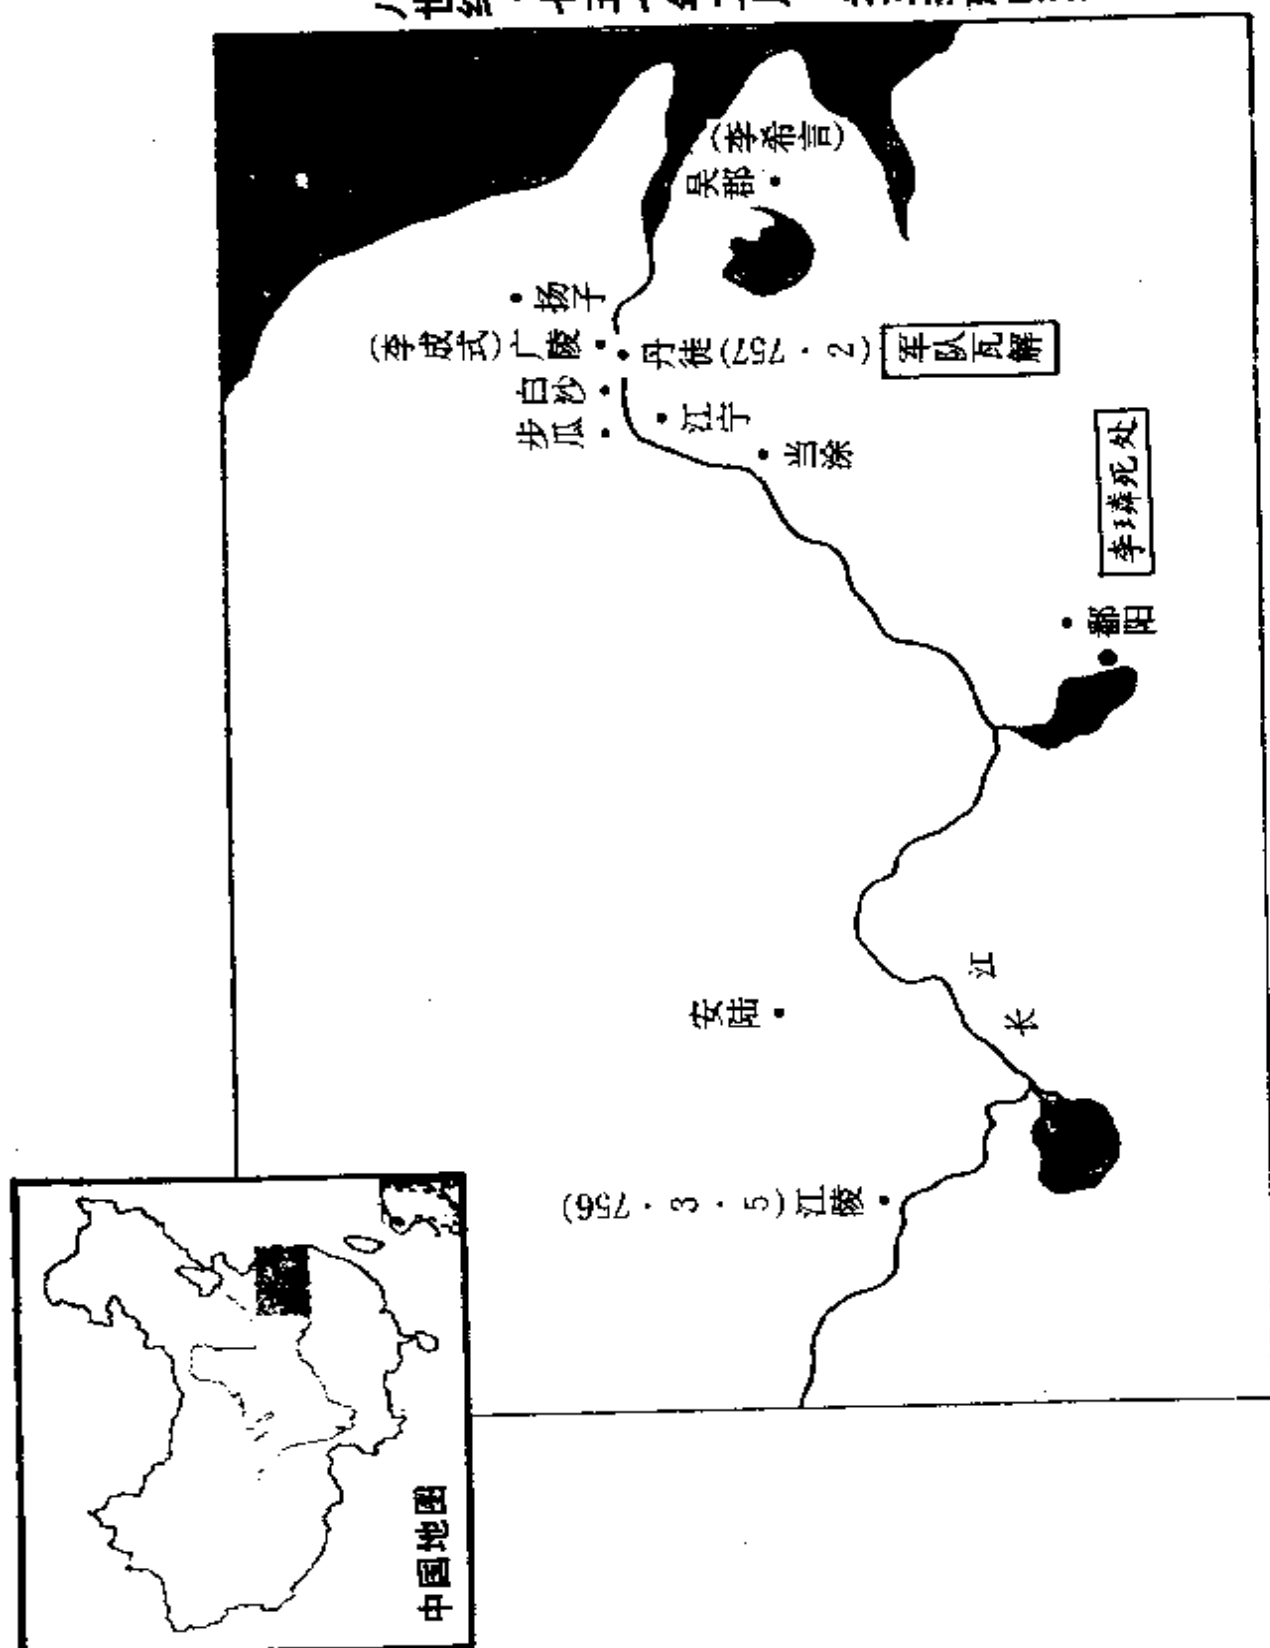 (李希言)
吴郡
扬子
(李成式)广陵
丹徒(757·2)
军队瓦解
白沙
江宁
步瓜
当涂
李璘死处
鄱阳
江
长
安陆
(756·3·5)江陵
中国地图